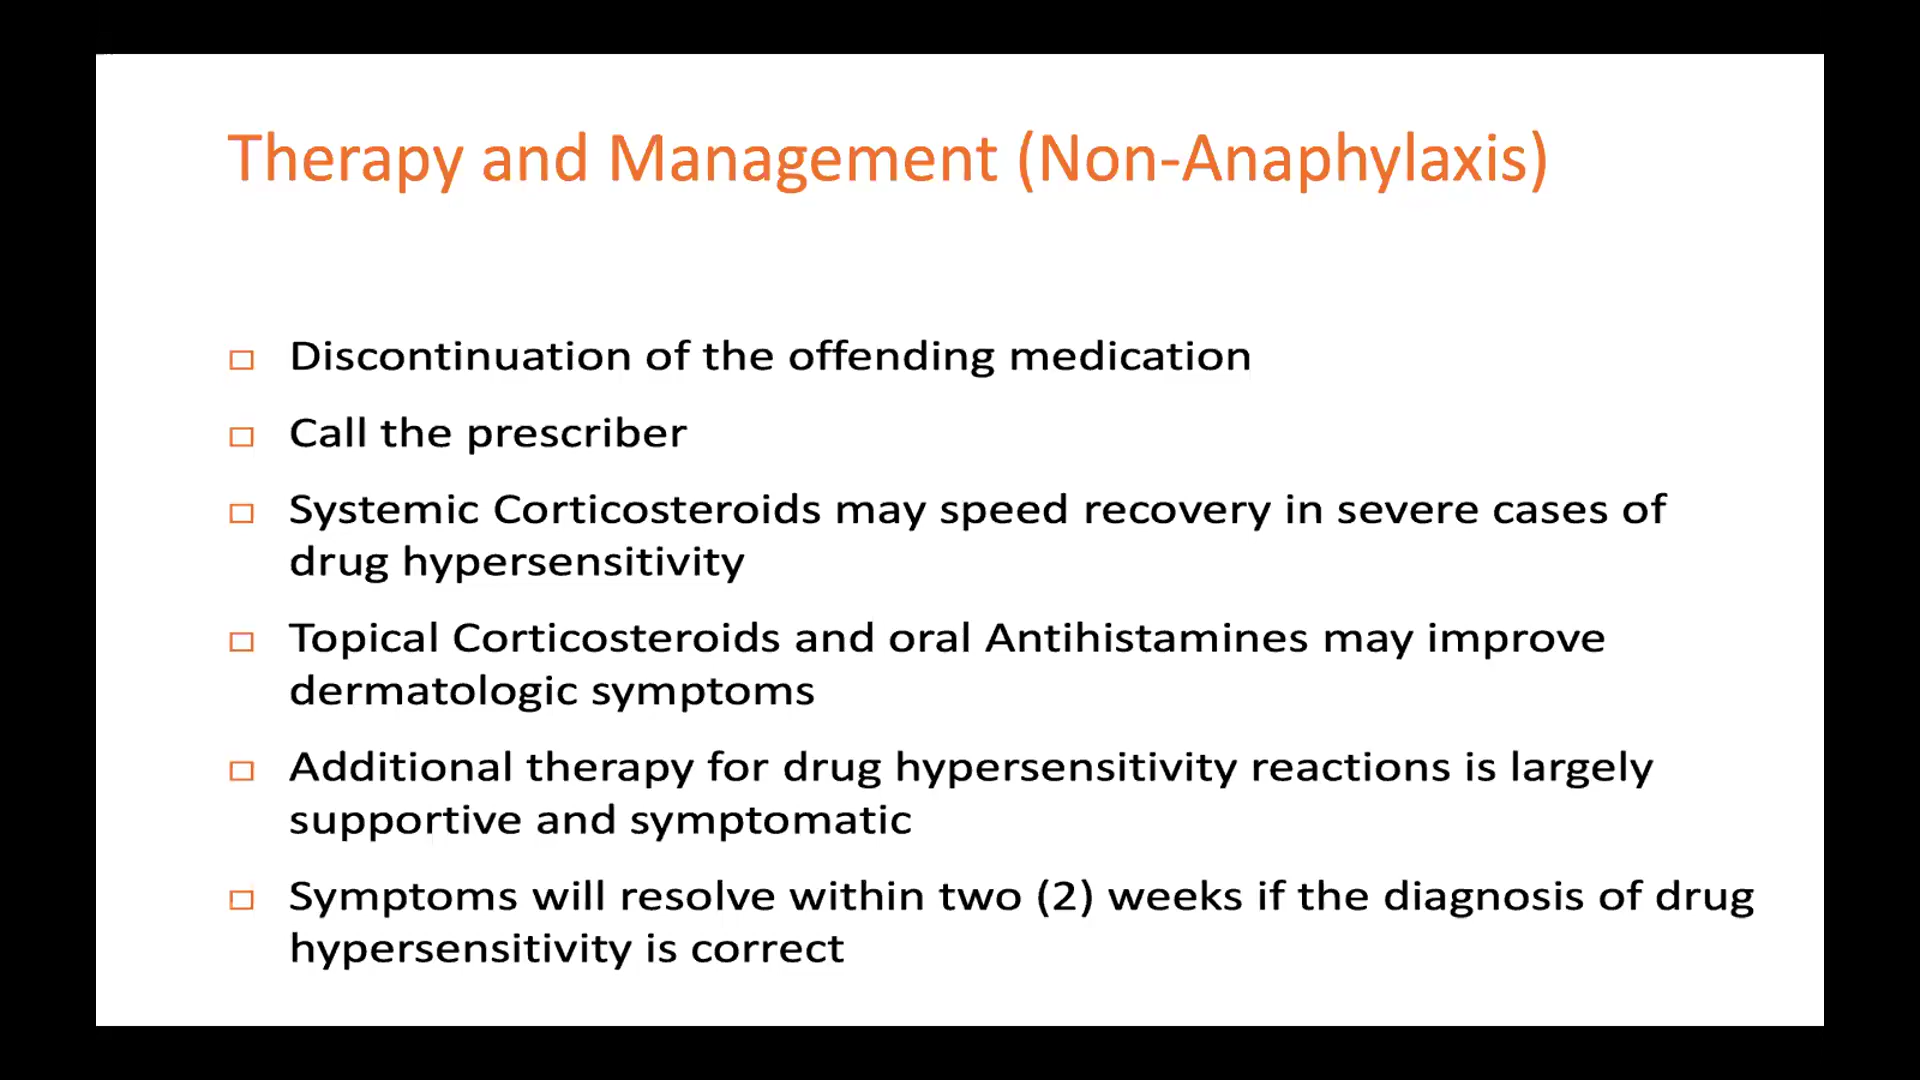 Therapy and Management (Non-Anaphylaxis)
Discontinuation of the offending medication
Call the prescriber
Systemic Corticosteroids may speed recovery in severe cases of
drug hypersensitivity
Topical Corticosteroids and oral Antihistamines may improve
dermatologic symptoms
Additional therapy for drug hypersensitivity reactions is largely
supportive and symptomatic
Symptoms will resolve within two (2) weeks if the diagnosis of drug
hypersensitivity is correct